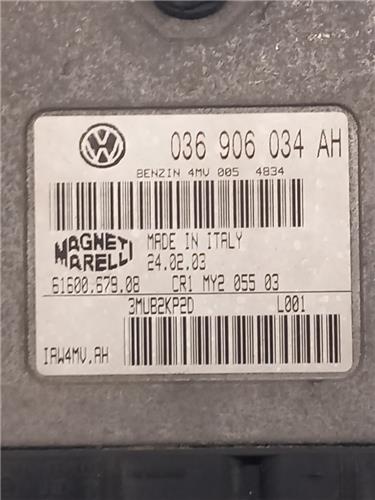 036 906 034 AH
BENZIN 4MV 005 4834
MAGNETI MARELLI
MADE IN ITALY
24.02.03
61600.679.08 CR1 MY2 055 03
3MUB2KP2D L001
IAW4MV.AH